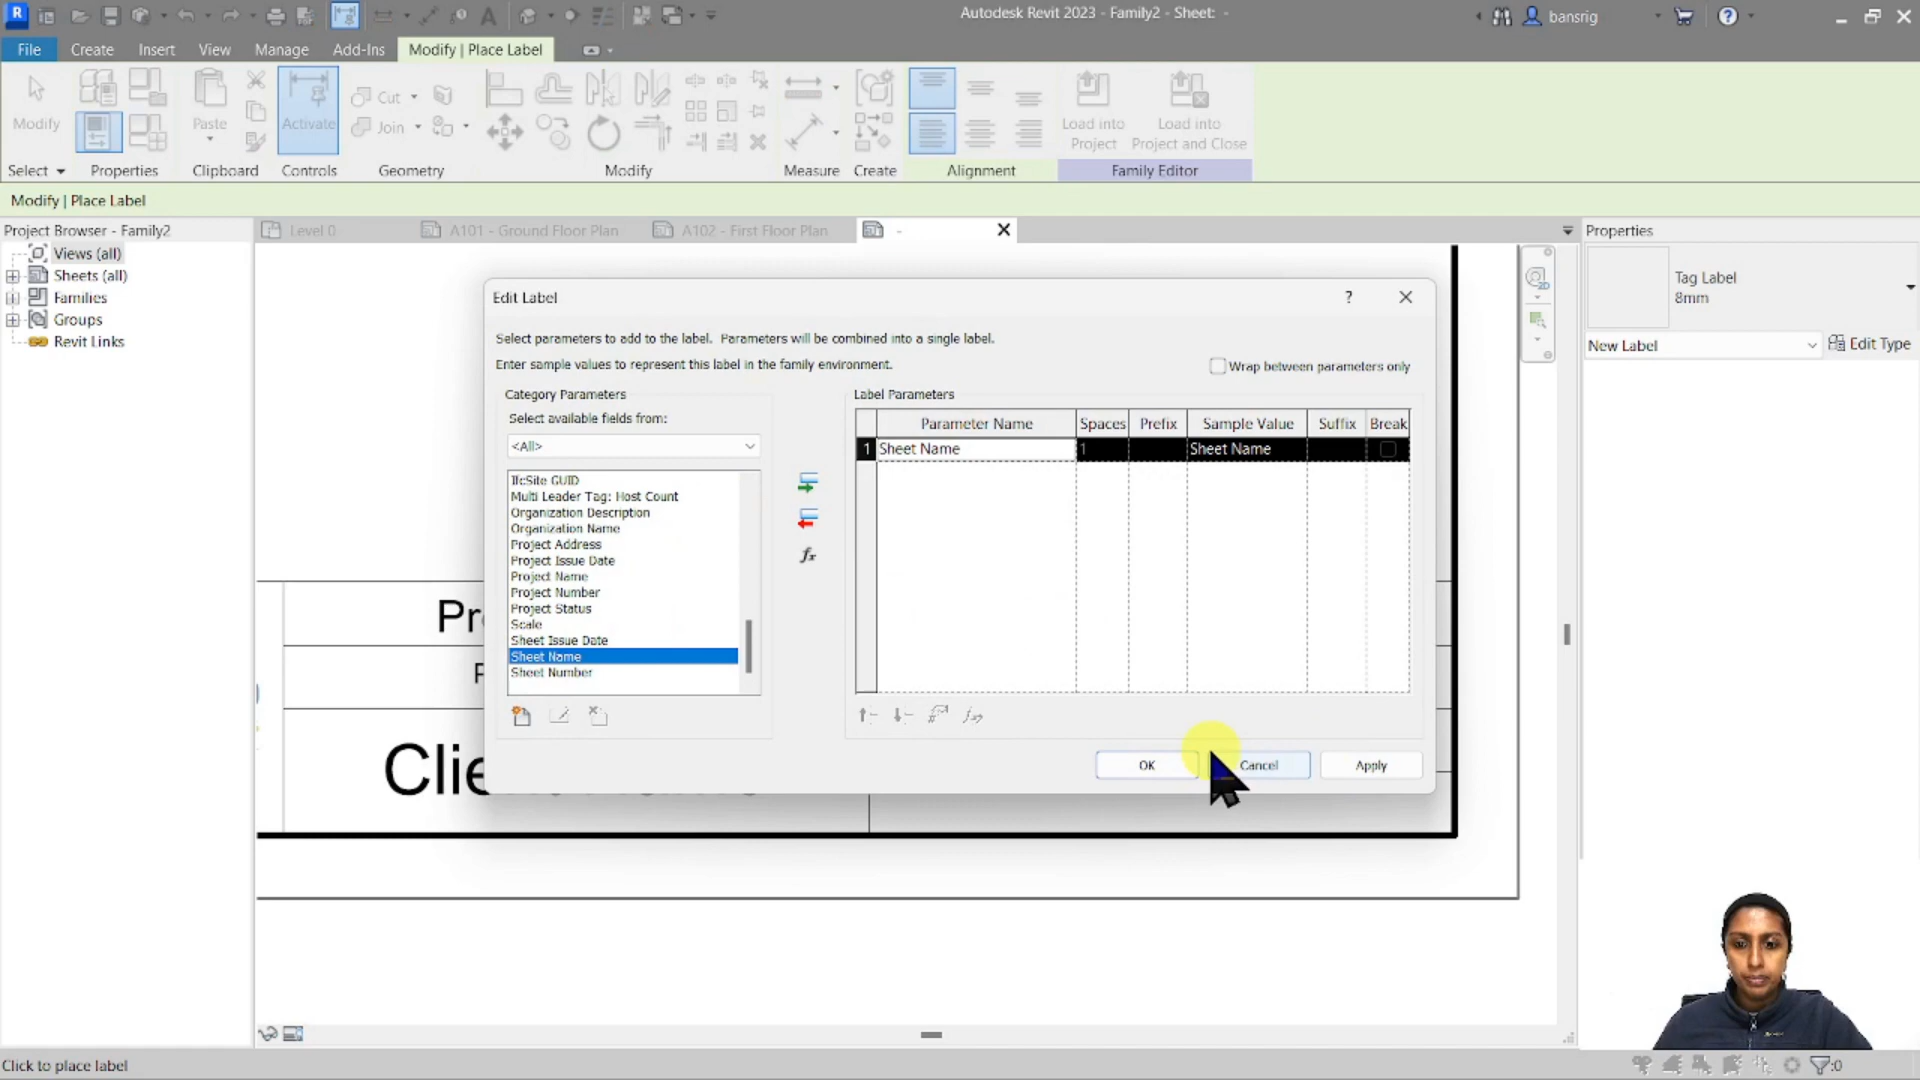 Autodesk Revit 2023 - Family2 - Sheet: -
bansrig
File Create Insert View Manage Add-Ins Modify | Place Label
Modify Paste Activate Cut Join Load into Project Load into Project and Close
Select Properties Clipboard Controls Geometry Modify Measure Create Alignment Family Editor
Modify | Place Label
Project Browser - Family2
Views (all)
Sheets (all)
Families
Groups
Revit Links
Level 0 A101 - Ground Floor Plan A102 - First Floor Plan -
Properties
Tag Label
8mm
New Label Edit Type
Edit Label ?
Select parameters to add to the label. Parameters will be combined into a single label.
Enter sample values to represent this label in the family environment.
Wrap between parameters only
Category Parameters
Select available fields from:
<All>
IfcSite GUID
Multi Leader Tag: Host Count
Organization Description
Organization Name
Project Address
Project Issue Date
Project Name
Project Number
Project Status
Scale
Sheet Issue Date
Sheet Name
Sheet Number
fx
Label Parameters
Parameter Name Spaces Prefix Sample Value Suffix Break
1 Sheet Name 1 Sheet Name
OK Cancel Apply
Pr
Clie
Click to place label
:0